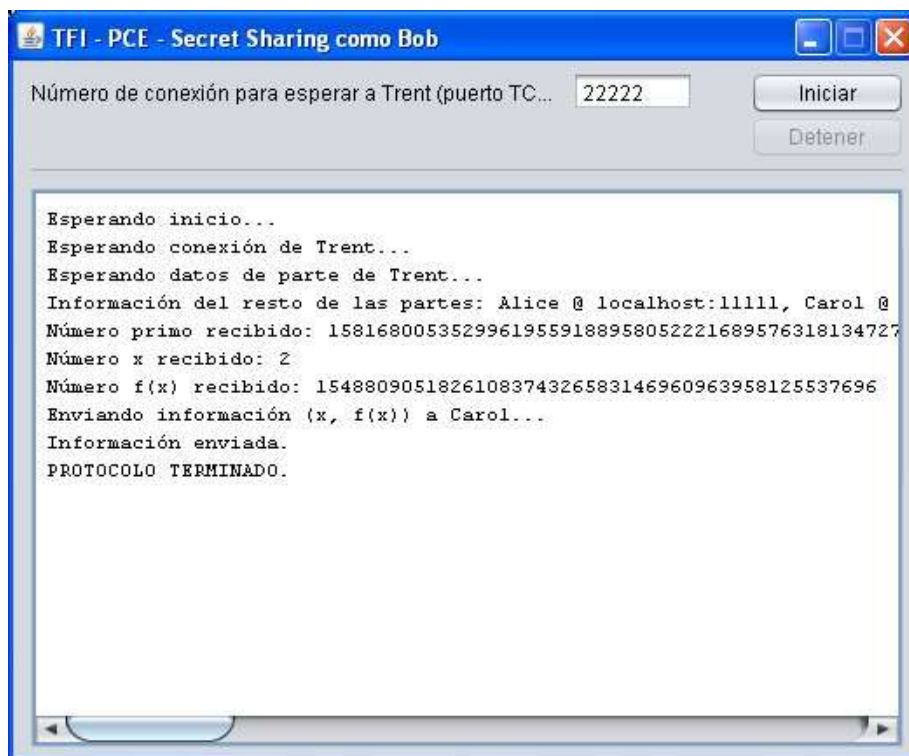 TFI - PCE - Secret Sharing como Bob
Número de conexión para esperar a Trent (puerto TC... 22222 Iniciar
Detener
Esperando inicio...
Esperando conexión de Trent...
Esperando datos de parte de Trent...
Información del resto de las partes: Alice @ localhost:11111, Carol @
Número primo recibido: 15816800535299619559188958052221689576318134727
Número x recibido: 2
Número f(x) recibido: 1548809051826108374326583146960963958125537696
Enviando información (x, f(x)) a Carol...
Información enviada.
PROTOCOLO TERMINADO.